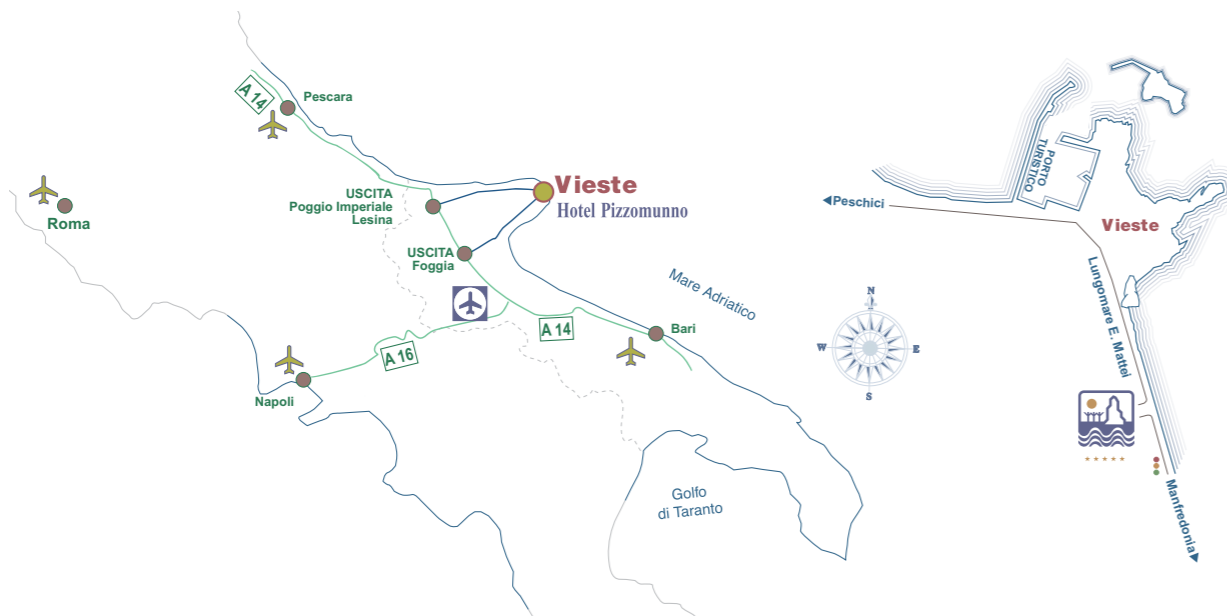 A 14
Pescara
Roma
USCITA
Poggio Imperiale
Lesina
Vieste
Hotel Pizzomunno
USCITA
Foggia
Mare Adriatico
A 14
Bari
A 16
Napoli
Golfo
di Taranto
N
W
E
S
PORTO
TURISTICO
Peschici
Vieste
Lungomare E. Mattei
Manfredonia